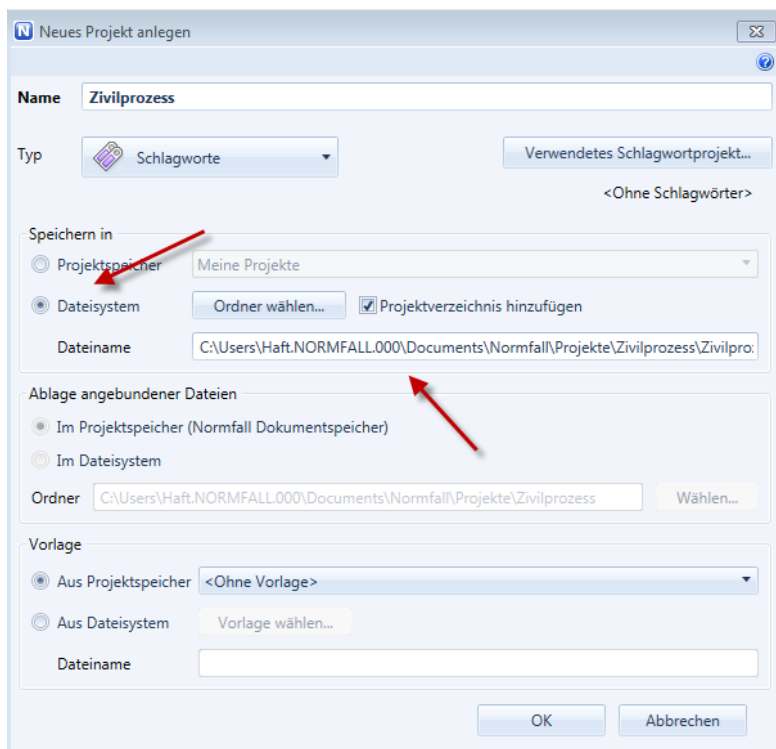 Neues Projekt anlegen
Name Zivilprozess
Typ Schlagworte Verwendetes Schlagwortprojekt...
<Ohne Schlagwörter>
Speichern in
Projektspeicher Meine Projekte
Dateisystem Ordner wählen... Projektverzeichnis hinzufügen
Dateiname C:\Users\Haft.NORMFALL.000\Documents\Normfall\Projekte\Zivilprozess\Zivilpro
Ablage angebundener Dateien
Im Projektspeicher (Normfall Dokumentspeicher)
Im Dateisystem
Ordner C:\Users\Haft.NORMFALL.000\Documents\Normfall\Projekte\Zivilprozess Wählen...
Vorlage
Aus Projektspeicher <Ohne Vorlage>
Aus Dateisystem Vorlage wählen...
Dateiname
OK Abbrechen